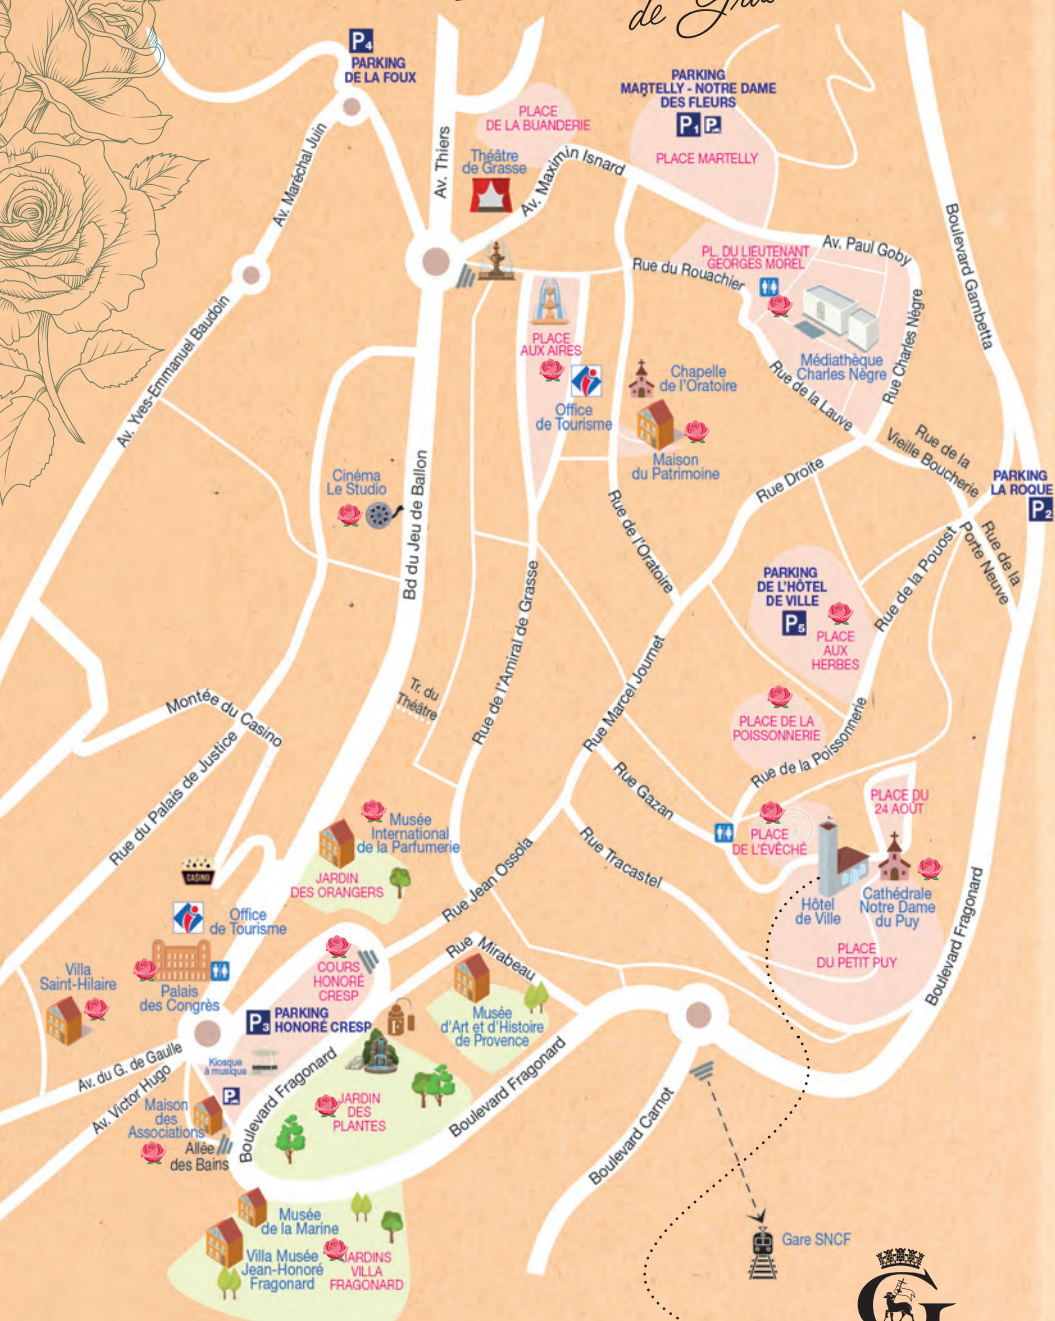 de Gras
P4
PARKING
DE LA FOUX
PLACE
DE LA BUANDERIE
PARKING
MARTELLY - NOTRE DAME
DES FLEURS
P1
P
PLACE MARTELLY
Av. Thiers
Av. Maréchal Juin
Théâtre
de Grasse
Av. Maximin Isnard
Boulevard Gambetta
Av. Paul Goby
PL. DU LIEUTENANT
GEORGES MOREL
Rue du Rouachier
Av. Yves-Emmanuel Baudoin
PLACE
AUX AIRES
Office
de Tourisme
Chapelle
de l'Oratoire
Maison
du Patrimoine
Médiathèque
Charles Nègre
Rue Charles Nègre
Rue de la Lauve
Rue de la
Vieille Boucherie
Cinéma
Le Studio
Bd du Jeu de Ballon
Rue Droite
PARKING
LA ROQUE
P2
Rue de l'Oratoire
Rue de la
Porte Neuve
Rue de la Pouost
PARKING
DE L'HÔTEL
DE VILLE
P5
PLACE
AUX
HERBES
Rue de l'Amiral de Grasse
Tr. du
Théâtre
Rue Marcel Journet
PLACE DE LA
POISSONNERIE
Rue de la Poissonnerie
Montée du Casino
Rue du Palais de Justice
Rue Gazan
PLACE DU
24 AOÛT
PLACE
DE L'ÉVÊCHÉ
Musée
International
de la Parfumerie
JARDIN
DES ORANGERS
Rue Jean Ossola
Rue Tracastel
Hôtel
de Ville
Cathédrale
Notre Dame
du Puy
PLACE
DU PETIT PUY
Boulevard Fragonard
CASINO
Office
de Tourisme
Villa
Saint-Hilaire
Palais
des Congrès
COURS
HONORÉ
CRESP
Rue Mirabeau
P3
PARKING
HONORÉ CRESP
F
Musée
d'Art et d'Histoire
de Provence
Kiosque
à musique
P
Av. du G. de Gaulle
Av. Victor Hugo
Boulevard Fragonard
Boulevard Fragonard
Maison
des
Associations
Allée
des Bains
JARDIN
DES
PLANTES
Boulevard Carnot
Musée
de la Marine
Villa Musée
Jean-Honoré
Fragonard
JARDINS
VILLA
FRAGONARD
Gare SNCF
G